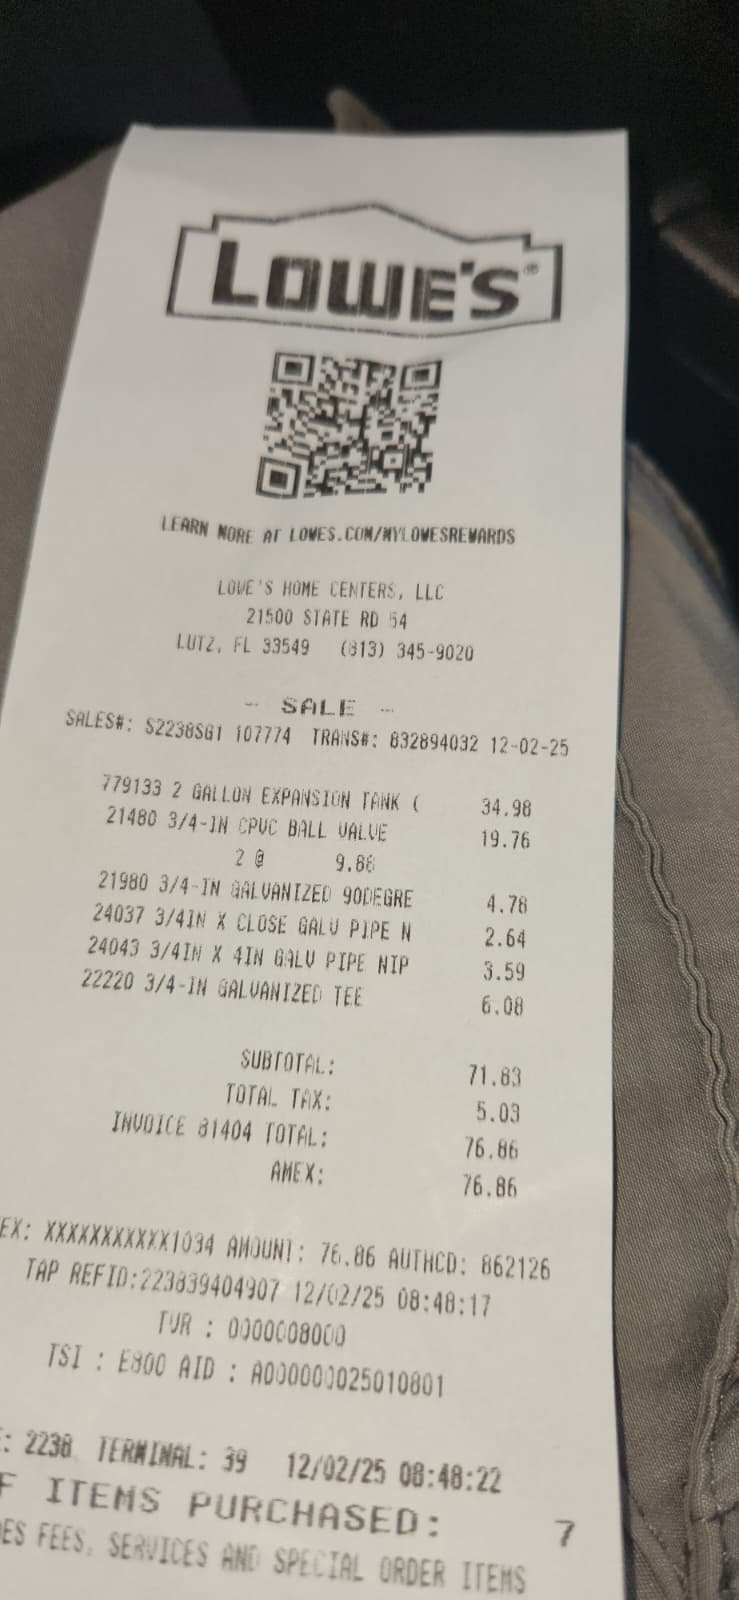 LOWE'S®
LEARN MORE AT LOWES.COM/MYLOWESREWARDS
LOWE'S HOME CENTERS, LLC
21500 STATE RD 54
LUTZ, FL 33549 (813) 345-9020
- SALE -
SALES#: S2238SG1 107774 TRANS#: 832894032 12-02-25
779133 2 GALLON EXPANSION TANK ( 34.98
21480 3/4-IN CPVC BALL VALVE 19.76
2 @ 9.88
21980 3/4-IN GALVANIZED 90DEGRE 4.78
24037 3/4IN X CLOSE GALV PIPE N 2.64
24043 3/4IN X 4IN GALV PIPE NIP 3.59
22220 3/4-IN GALVANIZED TEE 6.08
SUBTOTAL: 71.83
TOTAL TAX: 5.03
INVOICE 81404 TOTAL: 76.86
AMEX: 76.86
EX: XXXXXXXXXXX1034 AMOUNT: 76.86 AUTHCD: 862126
TAP REFID:223839404907 12/02/25 08:48:17
TVR : 0000008000
TSI : E800 AID : A000000025010801
: 2238 TERMINAL: 39 12/02/25 08:48:22
F ITEMS PURCHASED: 7
DES FEES, SERVICES AND SPECIAL ORDER ITEMS